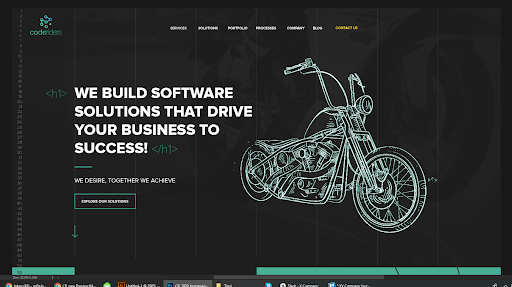 coderiders
SERVICES SOLUTIONS PORTFOLIO PROCESSES COMPANY BLOG CONTACT US
<h1> WE BUILD SOFTWARE
SOLUTIONS THAT DRIVE
YOUR BUSINESS TO
SUCCESS! </h1>
WE DESIRE, TOGETHER WE ACHIEVE
EXPLORE OUR SOLUTIONS